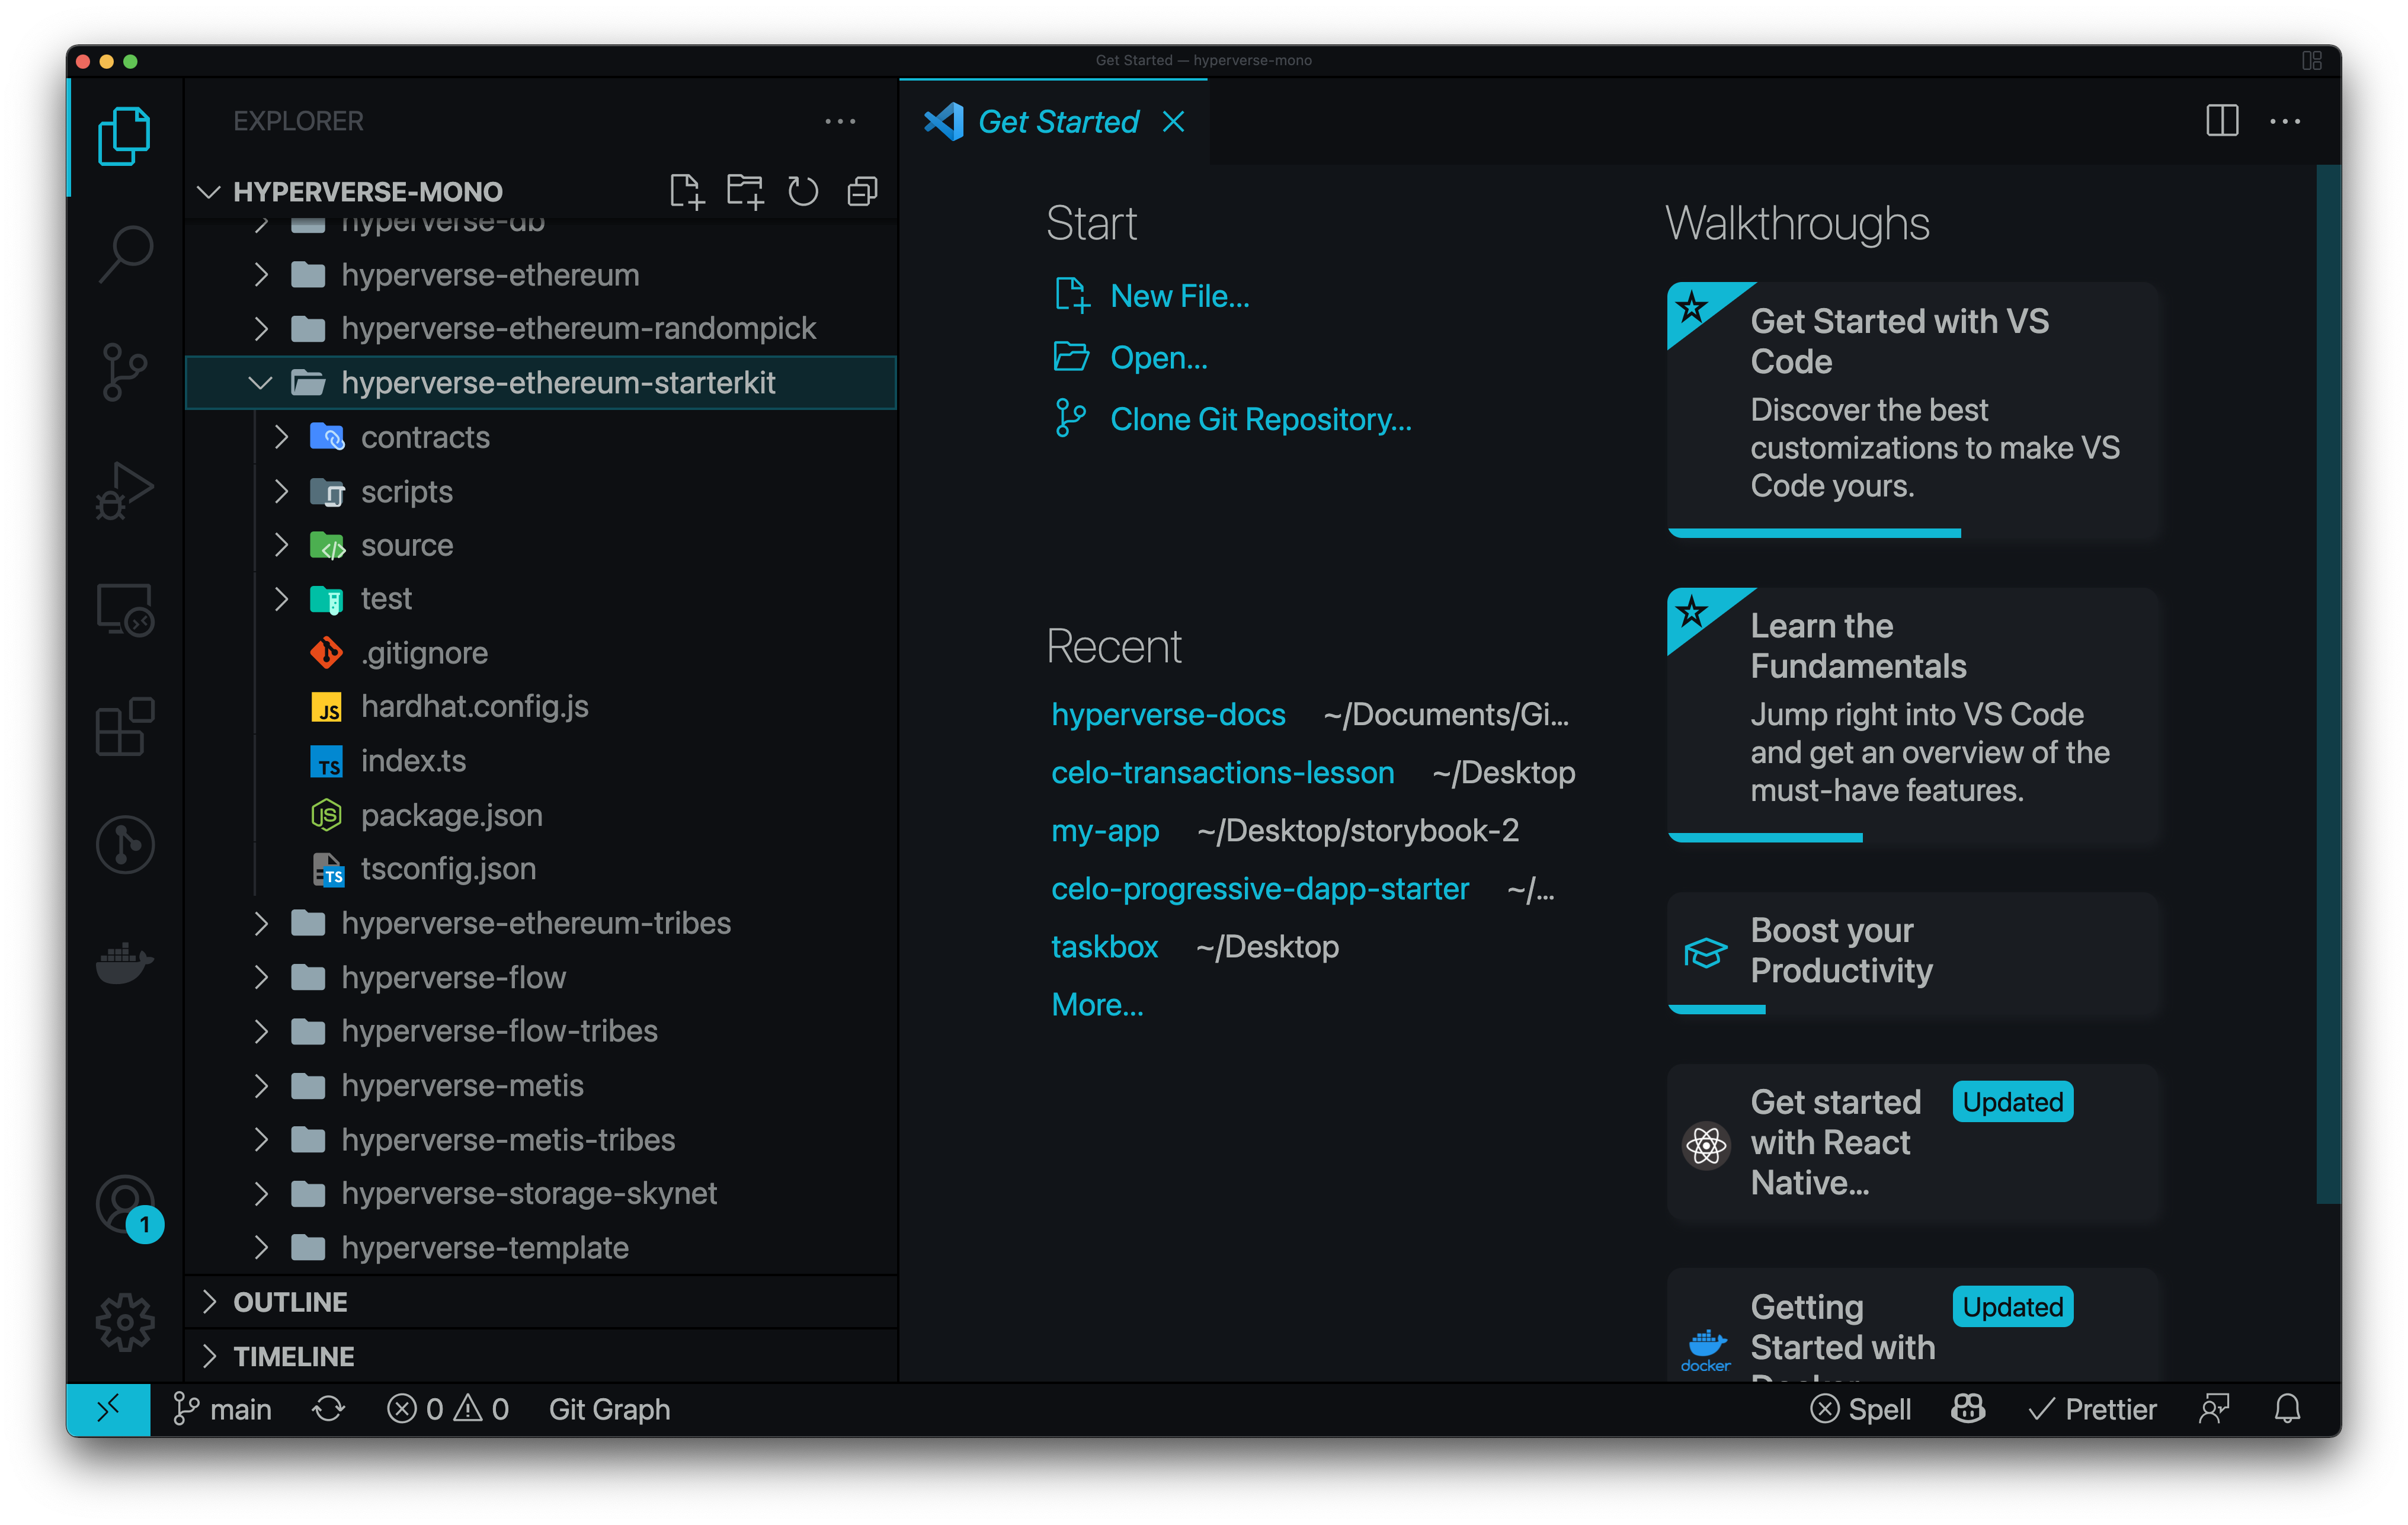 Get Started — hyperverse-mono
EXPLORER
HYPERVERSE-MONO
hyperverse-db
hyperverse-ethereum
hyperverse-ethereum-randompick
hyperverse-ethereum-starterkit
contracts
scripts
source
test
.gitignore
JS hardhat.config.js
TS index.ts
JS package.json
TS tsconfig.json
hyperverse-ethereum-tribes
hyperverse-flow
hyperverse-flow-tribes
hyperverse-metis
hyperverse-metis-tribes
hyperverse-storage-skynet
hyperverse-template
OUTLINE
TIMELINE
1
Get Started
Start
New File...
Open...
Clone Git Repository...
Recent
hyperverse-docs ~/Documents/Gi...
celo-transactions-lesson ~/Desktop
my-app ~/Desktop/storybook-2
celo-progressive-dapp-starter ~/...
taskbox ~/Desktop
More...
Walkthroughs
Get Started with VS
Code
Discover the best
customizations to make VS
Code yours.
Learn the
Fundamentals
Jump right into VS Code
and get an overview of the
must-have features.
Boost your
Productivity
Get started Updated
with React
Native...
Getting Updated
Started with
docker
main
0 0
Git Graph
Spell
Prettier